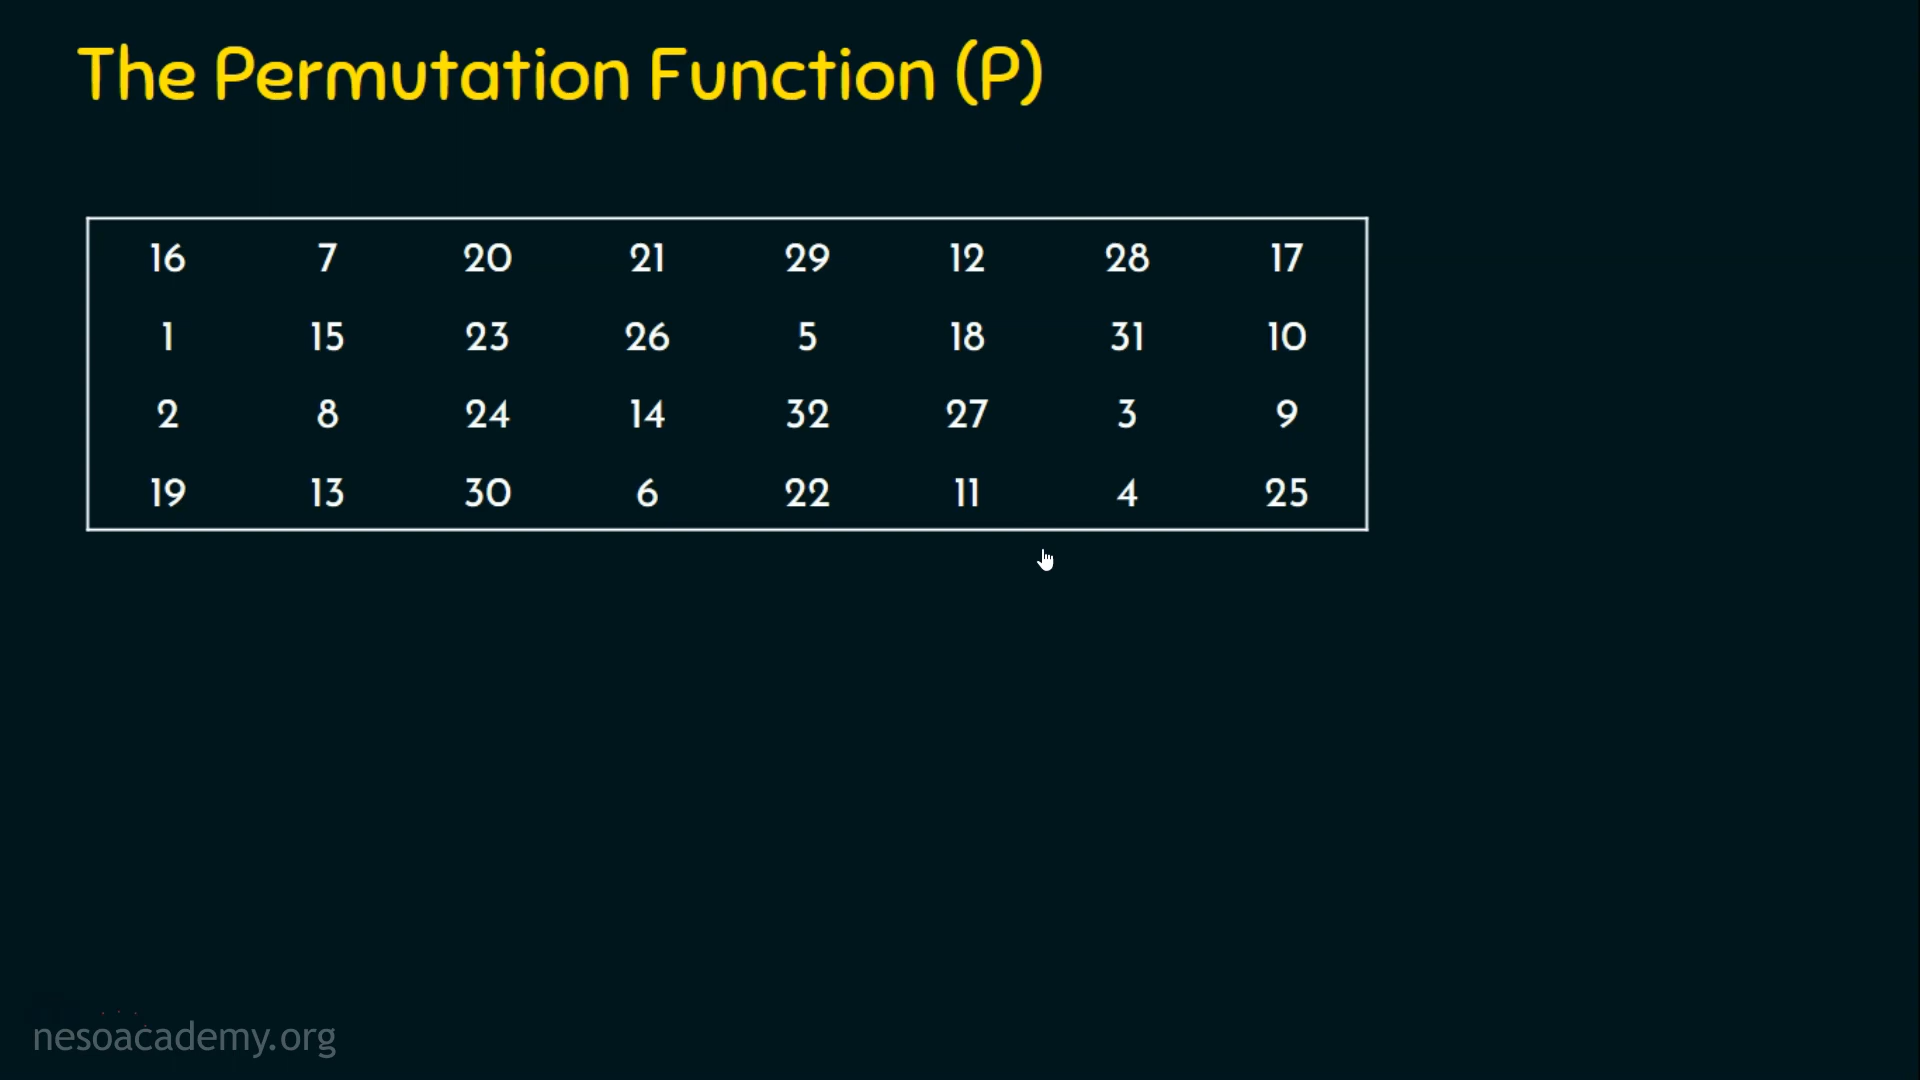 The Permutation Function (P)
16 7 20 21 29 12 28 17
1 15 23 26 5 18 31 10
2 8 24 14 32 27 3 9
19 13 30 6 22 11 4 25
nesoacademy.org